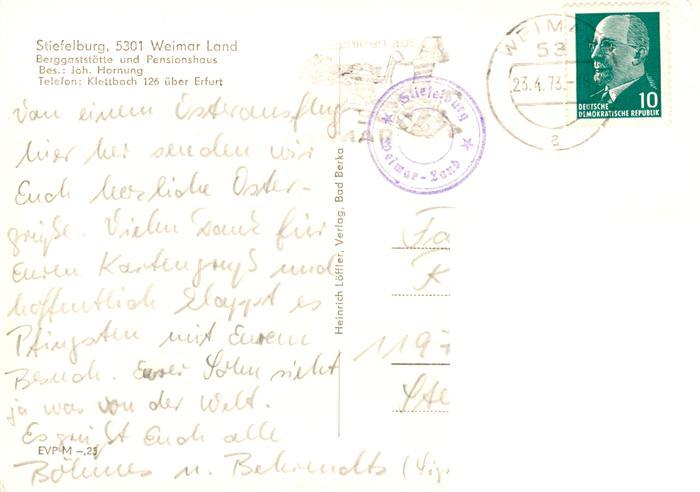 Stiefelburg, 5301 Weimar Land
Berggaststätte und Pensionshaus
Bes.: Joh. Hornung
Telefon: Klettbach 126 über Erfurt
Von einem Osterausflug
hier her senden wir
Euch herzliche Oster-
grüße. Vielen Dank für
Euren Kartengruß und
hoffentlich klappt es
Pfingsten mit Eurem
Besuch. Euer Sohn sieht
ja was von der Welt.
Es grüßt Euch alle
Böhmes u. Behrendts
EVP M –,25
Heinrich Löffler, Verlag, Bad Berka
Stiefelburg
Weimar-Land
WEIMAR
53
23.4.73.
a
10
DEUTSCHE
DEMOKRATISCHE REPUBLIK
Fa
K
119